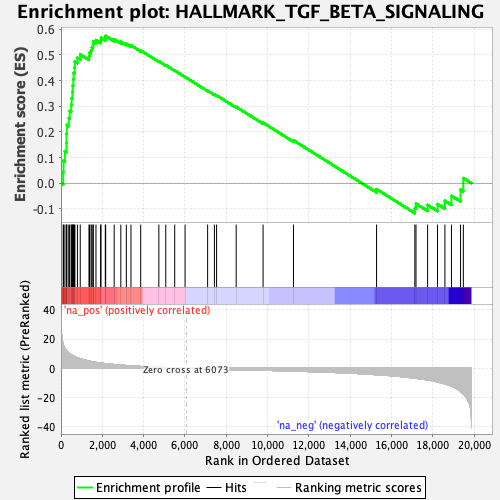 Enrichment plot: HALLMARK_TGF_BETA_SIGNALING
Enrichment score (ES)
0.6
0.5
0.4
0.3
0.2
0.1
0.0
-0.1
'na_pos' (positively correlated)
Ranked list metric (PreRanked)
40
20
0
-20
-40
Zero cross at 6073
'na_neg' (negatively correlated)
0 2,000 4,000 6,000 8,000 10,000 12,000 14,000 16,000 18,000 20,000
Rank in Ordered Dataset
Enrichment profile Hits Ranking metric scores